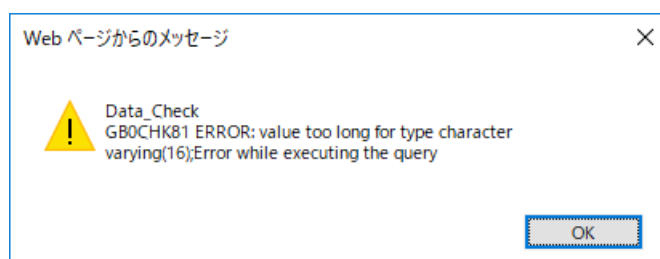 Web ページからのメッセージ
Data_Check
GB0CHK81 ERROR: value too long for type character
varying(16);Error while executing the query
OK